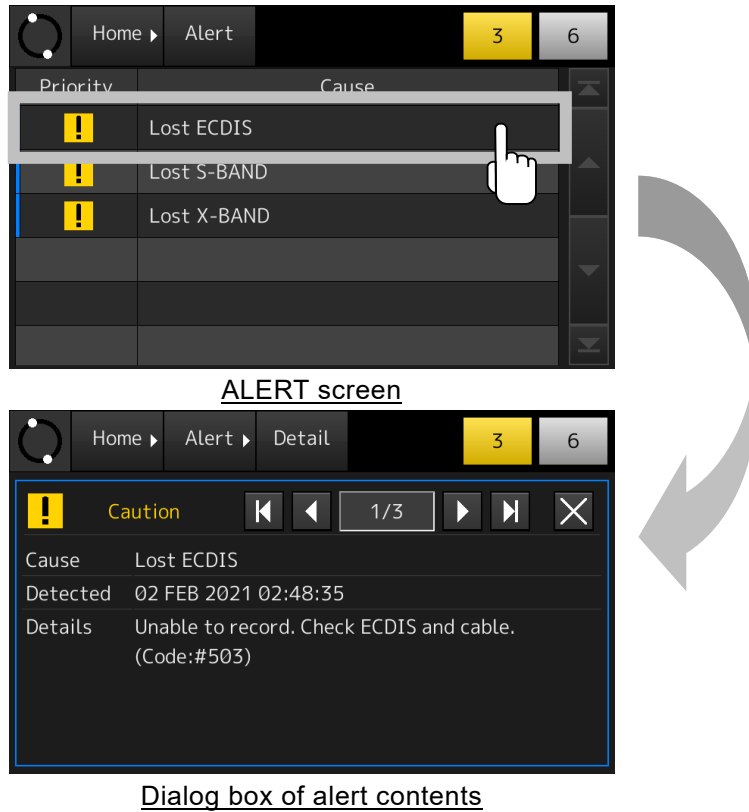 Home Alert 3 6
Priority Cause
Lost ECDIS
Lost S-BAND
Lost X-BAND
ALERT screen
Home Alert Detail 3 6
Caution 1/3
Cause Lost ECDIS
Detected 02 FEB 2021 02:48:35
Details Unable to record. Check ECDIS and cable.
(Code:#503)
Dialog box of alert contents